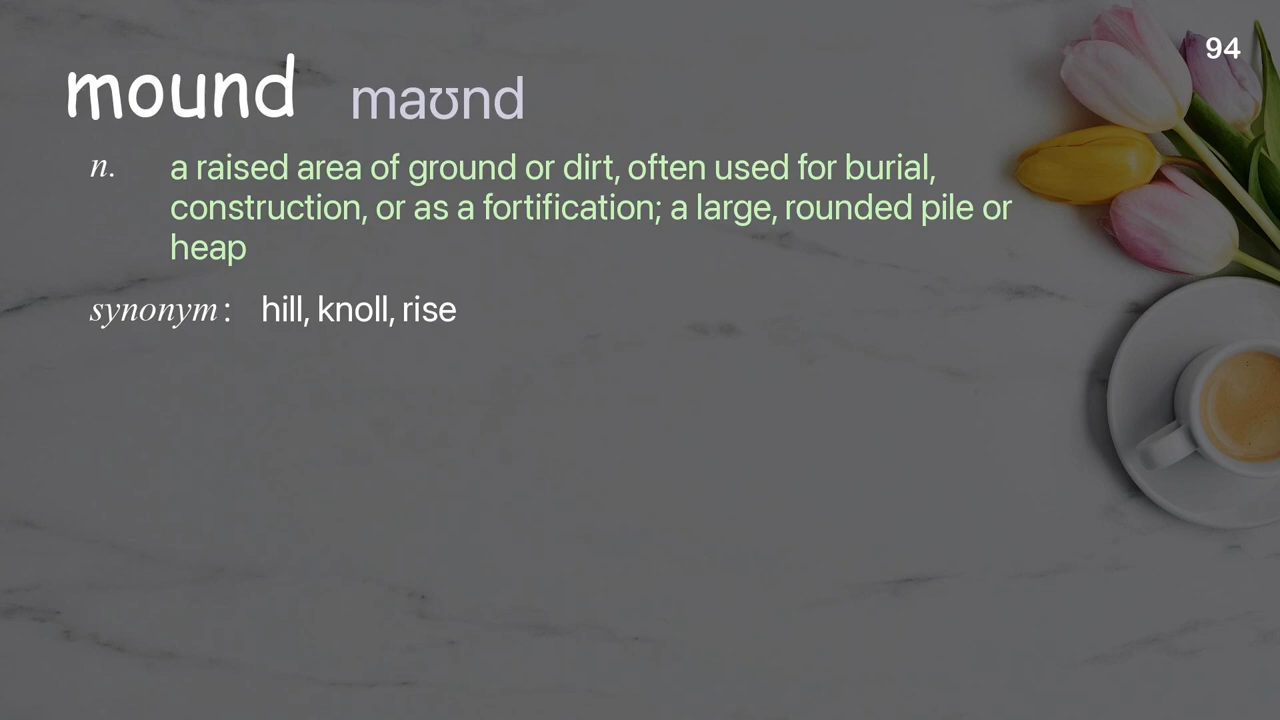 94
mound maʊnd
n. a raised area of ground or dirt, often used for burial,
construction, or as a fortification; a large, rounded pile or
heap
synonym: hill, knoll, rise